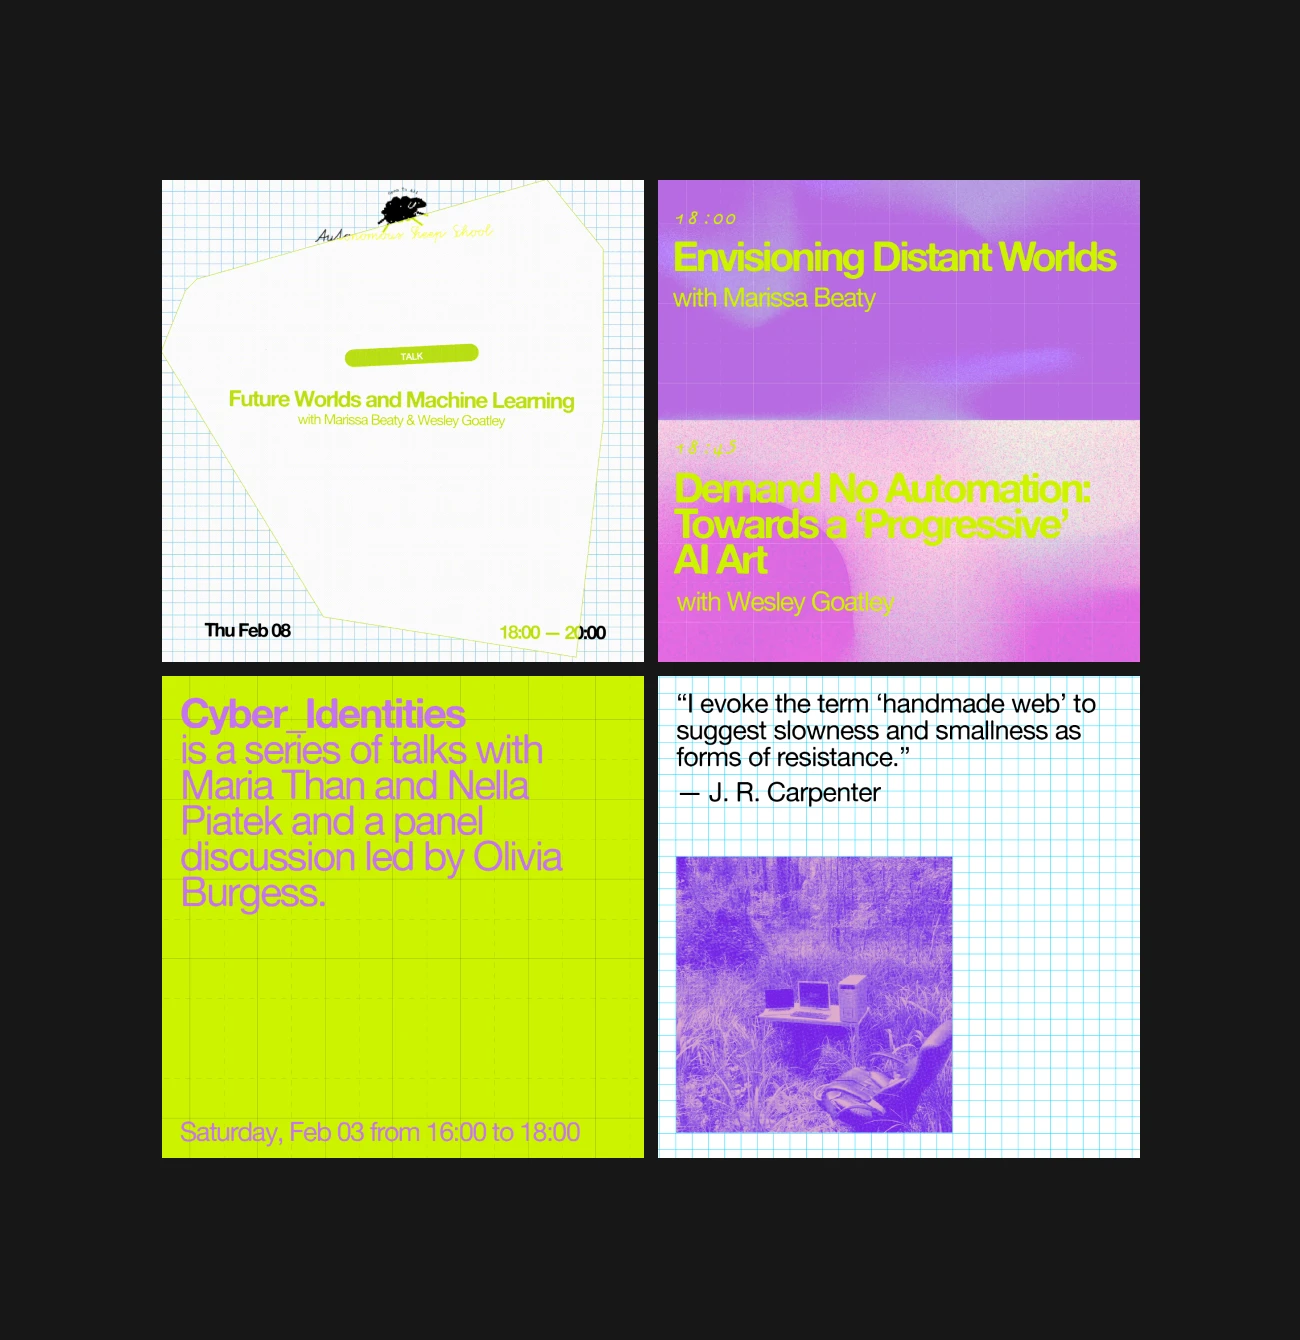 Autonomous Sheep Shool
TALK
Future Worlds and Machine Learning
with Marissa Beaty & Wesley Goatley
Thu Feb 08
18:00 — 20:00
18:00
Envisioning Distant Worlds
with Marissa Beaty
18:45
Demand No Automation:
Towards a ‘Progressive’
AI Art
with Wesley Goatley
Cyber_Identities
is a series of talks with
Maria Than and Nella
Piatek and a panel
discussion led by Olivia
Burgess.
Saturday, Feb 03 from 16:00 to 18:00
“I evoke the term ‘handmade web’ to
suggest slowness and smallness as
forms of resistance.”
— J. R. Carpenter